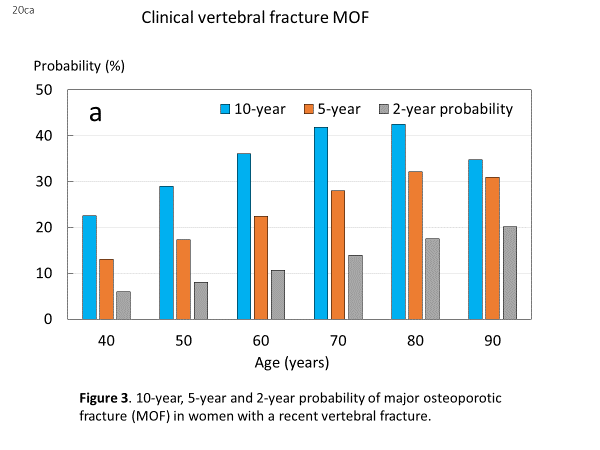 20ca
Clinical vertebral fracture MOF
Probability (%)
50
a
10-year 5-year 2-year probability
40
30
20
10
0
40 50 60 70 80 90
Age (years)
Figure 3. 10-year, 5-year and 2-year probability of major osteoporotic
fracture (MOF) in women with a recent vertebral fracture.